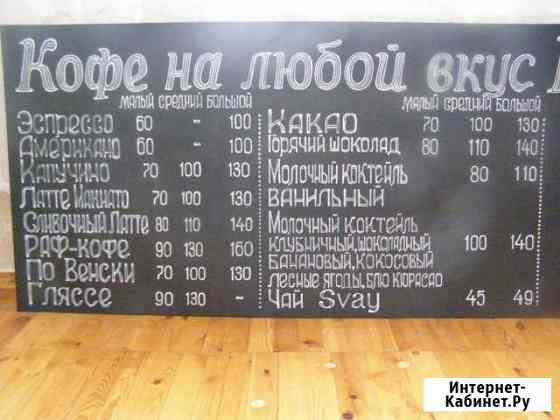 Кофе на любой вкус
малый средний большой
Эспрессо 60 - 100
Американо 60 - 100
Капучино 70 100 130
Латте Макиато 70 100 130
Сливочный Латте 80 110 140
Раф-кофе 90 130 160
По Венски 70 100 130
Гляссе 90 130 -
малый средний большой
Какао 70 100 130
Горячий шоколад 80 110 140
Молочный коктейль 80 110
ванильный
Молочный коктейль
клубничный, шоколадный 100 140
банановый, кокосовый
лесные ягоды, блю кюрасао
Чай Svay 45 49
Интернет-
Кабинет.Ру